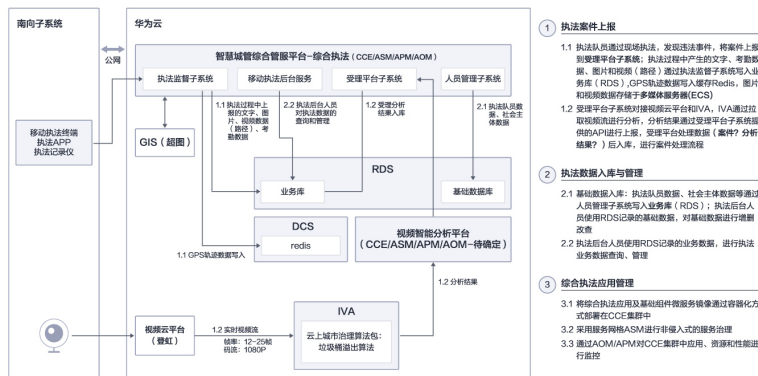 南向子系统
华为云
公网
智慧城管综合管服平台-综合执法（CCE/ASM/APM/AOM）
执法监督子系统
移动执法后台服务
受理平台子系统
人员管理子系统
移动执法终端
执法APP
执法记录仪
GIS（超图）
1.1 执法过程中上
报的文字、图
片、视频数据
（路径）、考
勤数据
2.2 执法后台人员
对执法数据的
查询和管理
1.2 受理分析
结果入库
2.1 执法队员数
据、社会主
体数据
RDS
业务库
基础数据库
DCS
redis
1.1 GPS轨迹数据写入
视频智能分析平台
（CCE/ASM/APM/AOM-待确定）
1.2 分析结果
视频云平台
1.2 实时视频流
帧率：12-25帧
码流：1080P
IVA
云上城市治理算法包：
垃圾桶溢出算法
1 执法案件上报
1.1 执法队员通过现场执法，发现违法事件，将案件上报
到受理平台子系统；执法过程中产生的文字、考勤数
据、图片和视频（路径）通过执法监督子系统写入业
务库（RDS）,GPS轨迹数据写入缓存Redis，图片
和视频数据存储于多媒体服务器(ECS)
1.2 受理平台子系统对接视频云平台和IVA，IVA通过拉
取视频流进行分析，分析结果通过受理平台子系统提
供的API进行上报，受理平台处理数据（案件？分析
结果？）后入库，进行案件处理流程
2 执法数据入库与管理
2.1 基础数据入库：执法队员数据、社会主体数据等通过
人员管理子系统写入业务库（RDS）；执法后台人
员使用RDS记录的基础数据，对基础数据进行增删
改查
2.2 执法后台人员使用RDS记录的业务数据，进行执法
业务数据查询、管理
3 综合执法应用管理
3.1 将综合执法应用及基础组件微服务镜像通过容器化方
式部署在CCE集群中
3.2 采用服务网格ASM进行非侵入式的服务治理
3.3 通过AOM/APM对CCE集群中应用、资源和性能进
行监控